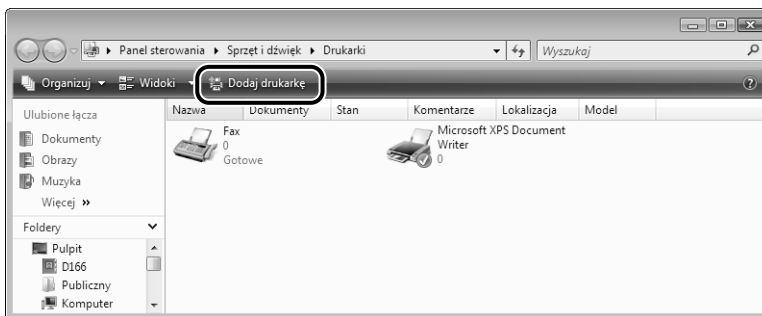 Panel sterowania Sprzęt i dźwięk Drukarki Wyszukaj
Organizuj Widoki Dodaj drukarkę ?
Ulubione łącza Nazwa Dokumenty Stan Komentarze Lokalizacja Model
Dokumenty
Obrazy
Muzyka
Więcej »
Foldery
Pulpit
D166
Publiczny
Komputer
Fax
0
Gotowe
Microsoft XPS Document
Writer
0